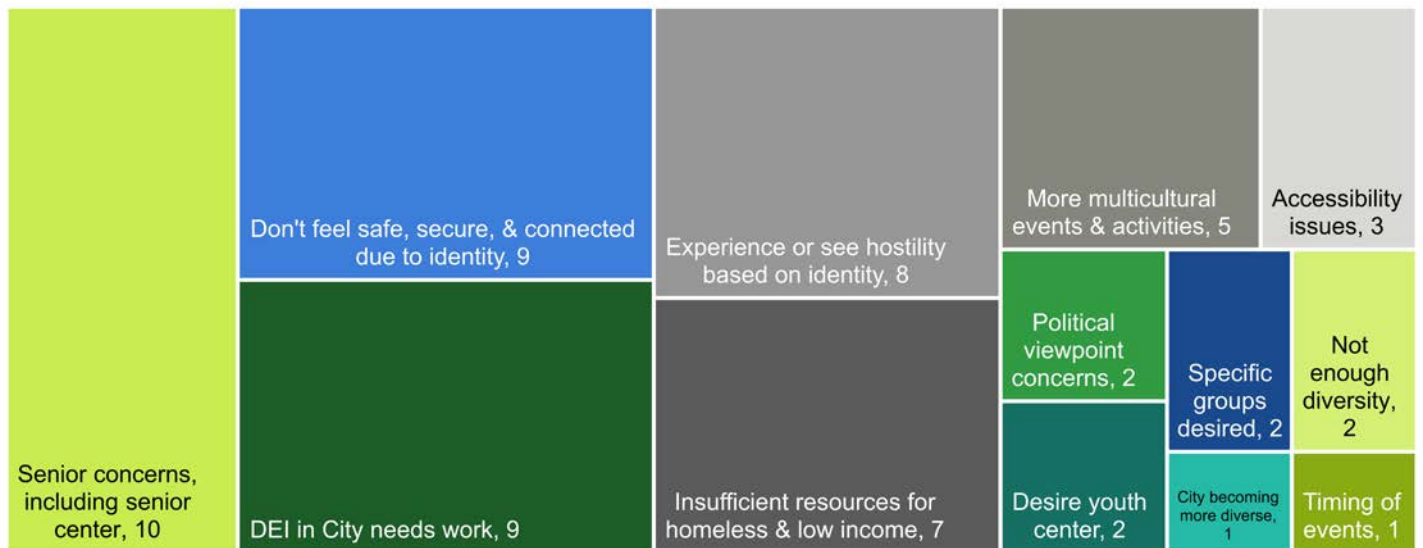 Senior concerns,
including senior
center, 10
Don't feel safe, secure, & connected
due to identity, 9
DEI in City needs work, 9
Experience or see hostility
based on identity, 8
Insufficient resources for
homeless & low income, 7
More multicultural
events & activities, 5
Accessibility
issues, 3
Political
viewpoint
concerns, 2
Desire youth
center, 2
Specific
groups
desired, 2
Not
enough
diversity,
2
City becoming
more diverse,
1
Timing of
events, 1